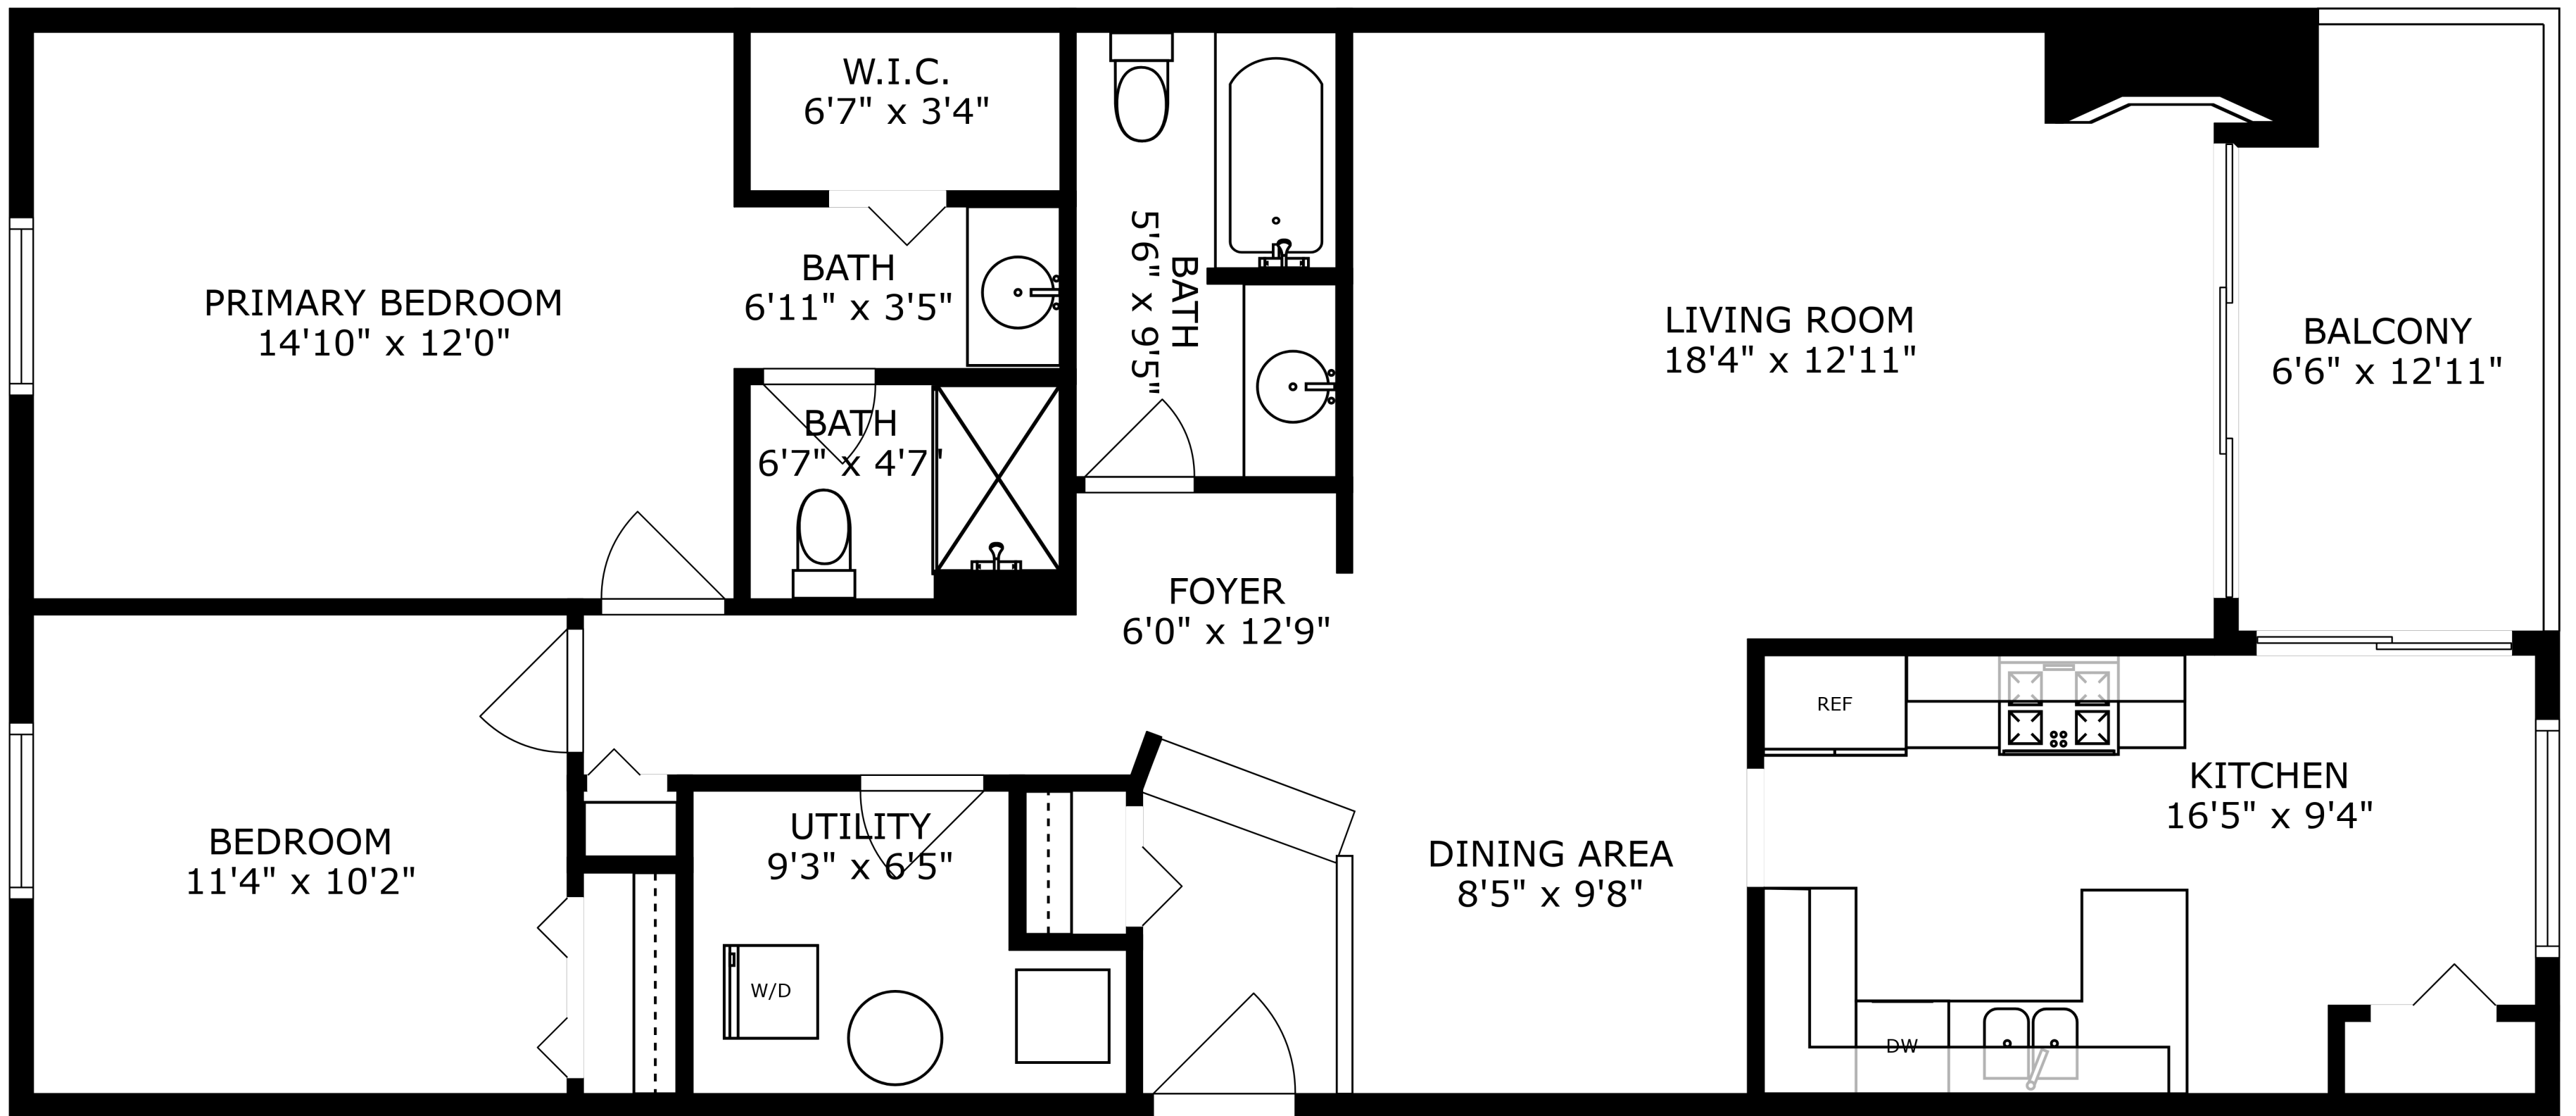 W.I.C.
6'7" x 3'4"
PRIMARY BEDROOM
14'10" x 12'0"
BATH
6'11" x 3'5"
BATH
5'6" x 9'5"
LIVING ROOM
18'4" x 12'11"
BALCONY
6'6" x 12'11"
BATH
6'7" x 4'7"
FOYER
6'0" x 12'9"
REF
KITCHEN
16'5" x 9'4"
BEDROOM
11'4" x 10'2"
UTILITY
9'3" x 6'5"
DINING AREA
8'5" x 9'8"
W/D
DW